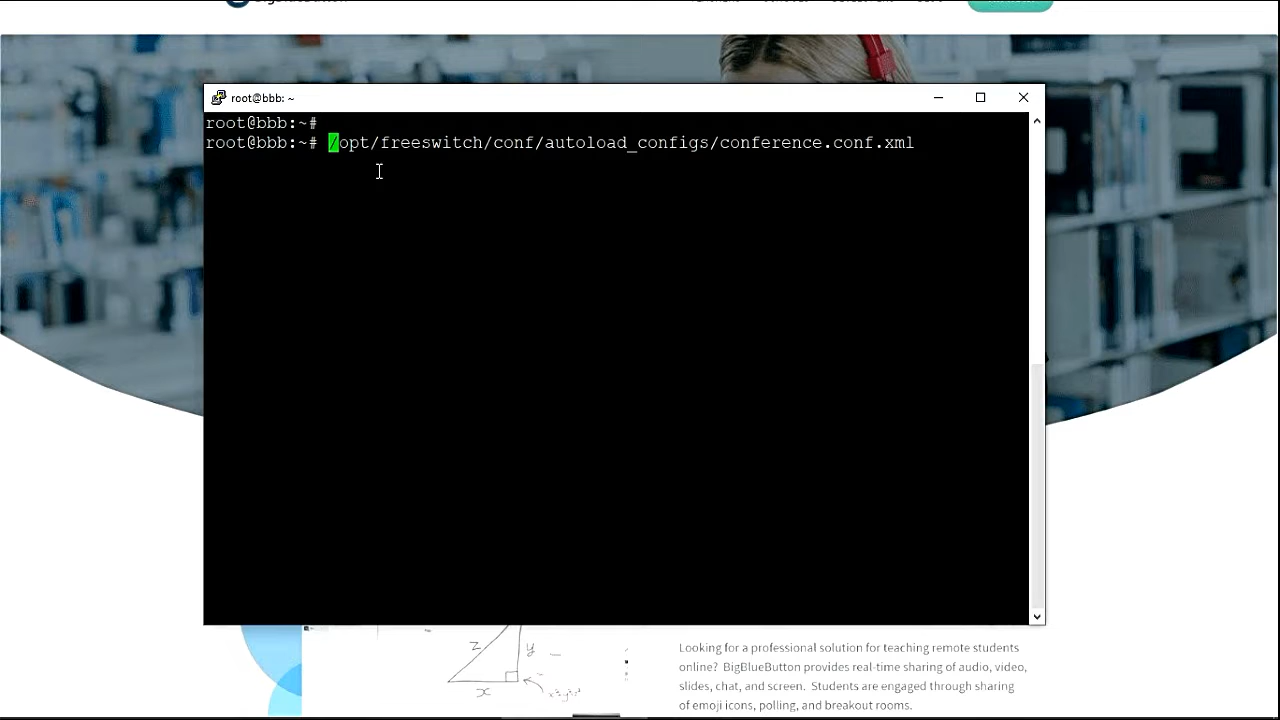 root@bbb: ~
root@bbb:~#
root@bbb:~# /opt/freeswitch/conf/autoload_configs/conference.conf.xml
z
y
x
Looking for a professional solution for teaching remote students
online? BigBlueButton provides real-time sharing of audio, video,
slides, chat, and screen. Students are engaged through sharing
of emoji icons, polling, and breakout rooms.